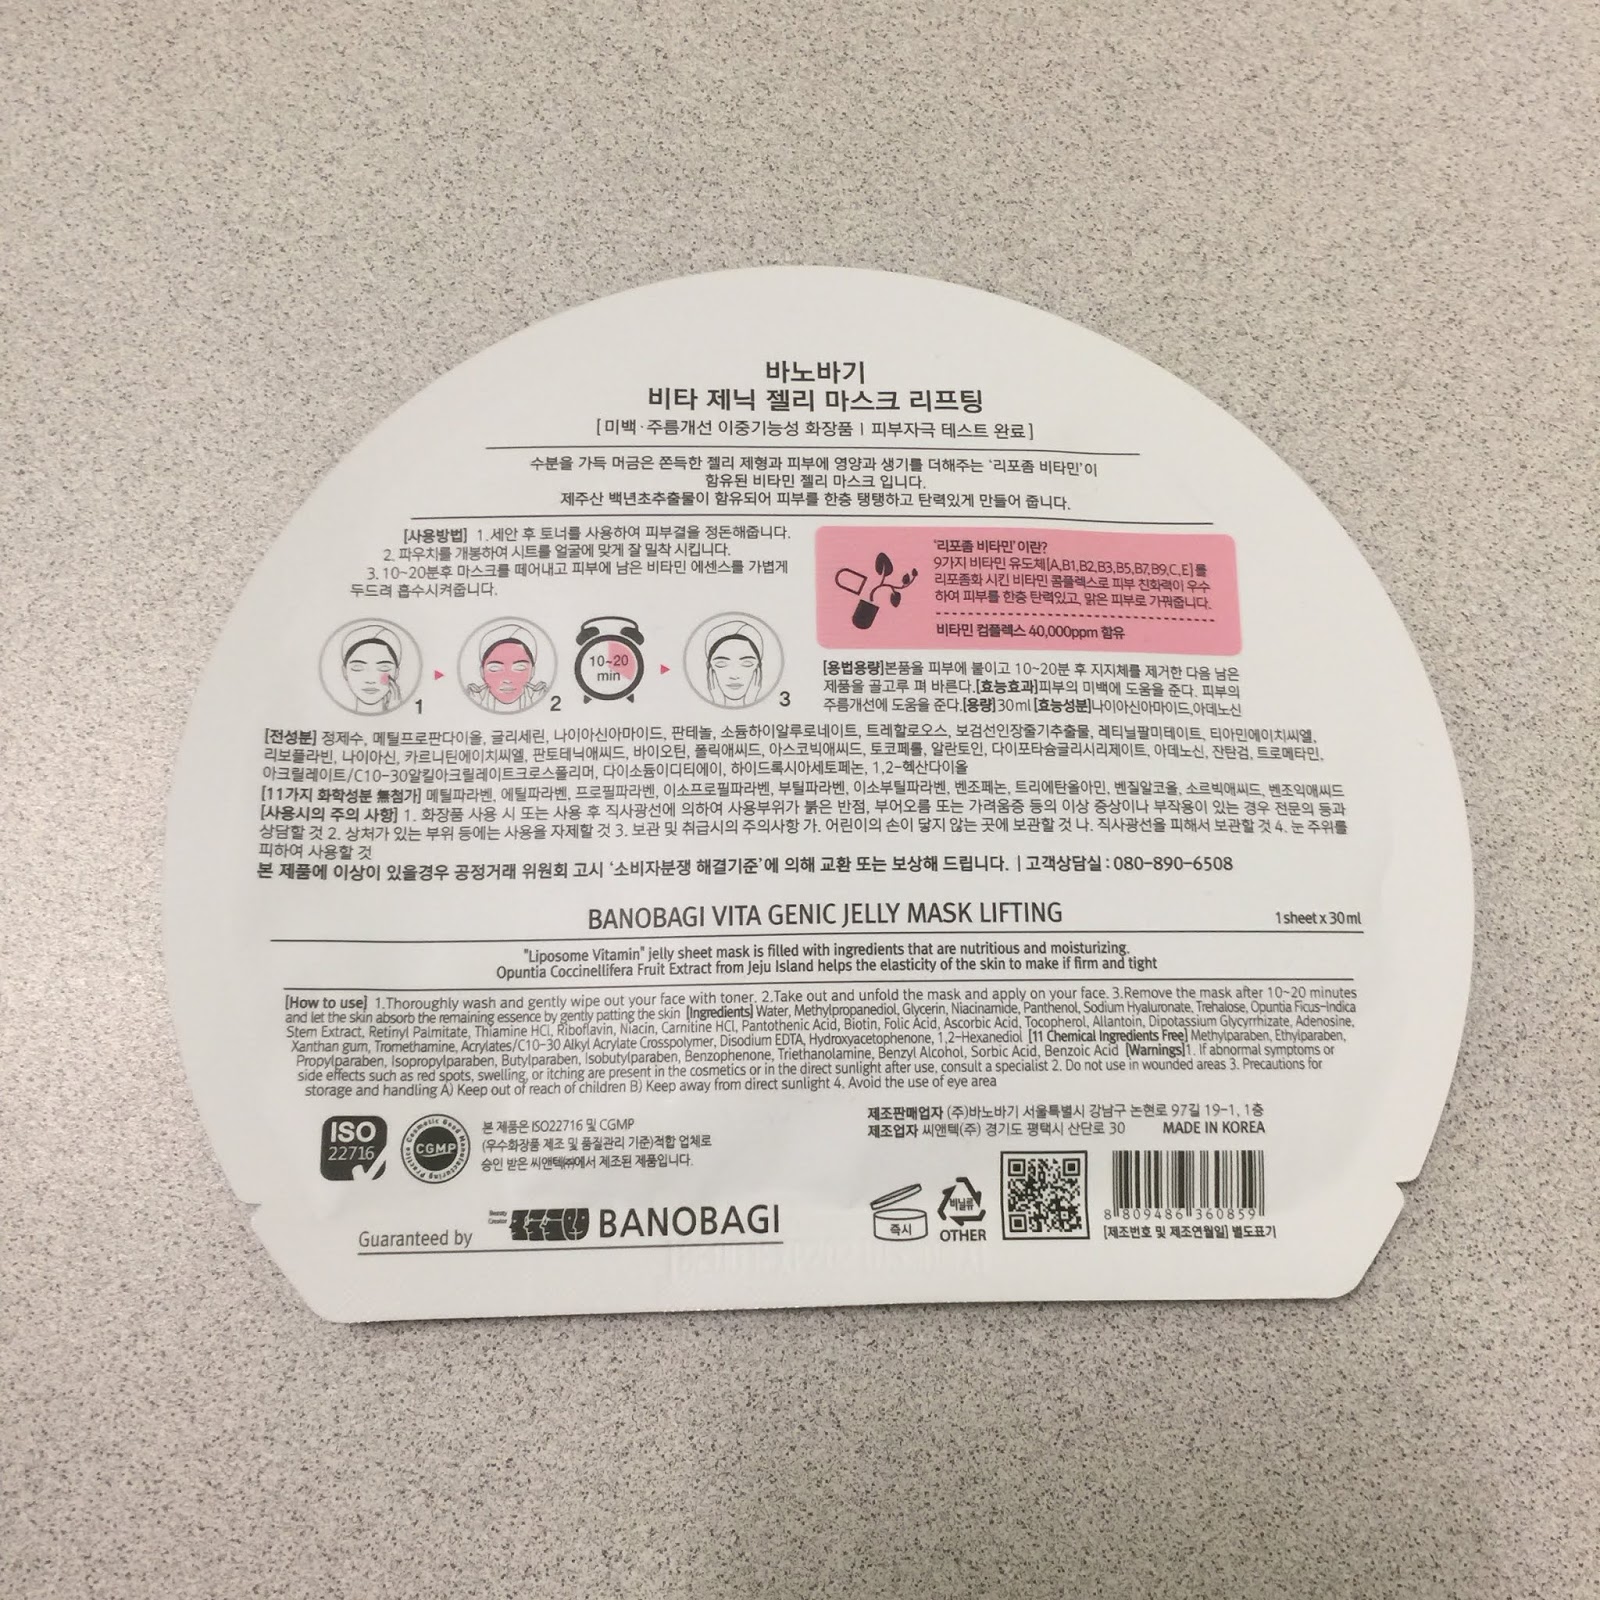 바노바기
비타 제닉 젤리 마스크 리프팅
[ 미백·주름개선 이중기능성 화장품 | 피부자극 테스트 완료 ]
수분을 가득 머금은 쫀득한 젤리 제형과 피부에 영양과 생기를 더해주는 '리포좀 비타민'이
함유된 비타민 젤리 마스크 입니다.
제주산 백년초추출물이 함유되어 피부를 한층 탱탱하고 탄력있게 만들어 줍니다.
[사용방법] 1.세안 후 토너를 사용하여 피부결을 정돈해줍니다.
2. 파우치를 개봉하여 시트를 얼굴에 맞게 잘 밀착 시킵니다.
3. 10~20분후 마스크를 떼어내고 피부에 남은 비타민 에센스를 가볍게
두드려 흡수시켜줍니다.
1
2
10~20
min
3
'리포좀 비타민'이란?
9가지 비타민 유도체[A,B1,B2,B3,B5,B7,B9,C,E]를
리포좀화 시킨 비타민 콤플렉스로 피부 친화력이 우수
하여 피부를 한층 탄력있고, 맑은 피부로 가꿔줍니다.
비타민 컴플렉스 40,000ppm 함유
[용법용량]본품을 피부에 붙이고 10~20분 후 지지체를 제거한 다음 남은
제품을 골고루 펴 바른다.[효능효과]피부의 미백에 도움을 준다. 피부의
주름개선에 도움을 준다.[용량]30ml [효능성분]나이아신아마이드,아데노신
[전성분] 정제수, 메틸프로판다이올, 글리세린, 나이아신아마이드, 판테놀, 소듐하이알루로네이트, 트레할로오스, 보검선인장줄기추출물, 레티닐팔미테이트, 티아민에이치씨엘,
리보플라빈, 나이아신, 카르니틴에이치씨엘, 판토테닉애씨드, 바이오틴, 폴릭애씨드, 아스코빅애씨드, 토코페롤, 알란토인, 다이포타슘글리시리제이트, 아데노신, 잔탄검, 트로메타민,
아크릴레이트/C10-30알킬아크릴레이트크로스폴리머, 다이소듐이디티에이, 하이드록시아세토페논, 1,2-헥산다이올
[11가지 화학성분 無첨가] 메틸파라벤, 에틸파라벤, 프로필파라벤, 이소프로필파라벤, 부틸파라벤, 이소부틸파라벤, 벤조페논, 트리에탄올아민, 벤질알코올, 소르빅애씨드, 벤조익애씨드
[사용시의 주의 사항] 1. 화장품 사용 시 또는 사용 후 직사광선에 의하여 사용부위가 붉은 반점, 부어오름 또는 가려움증 등의 이상 증상이나 부작용이 있는 경우 전문의 등과
상담할 것 2. 상처가 있는 부위 등에는 사용을 자제할 것 3. 보관 및 취급시의 주의사항 가. 어린이의 손이 닿지 않는 곳에 보관할 것 나. 직사광선을 피해서 보관할 것 4. 눈 주위를
피하여 사용할 것
본 제품에 이상이 있을경우 공정거래 위원회 고시 '소비자분쟁 해결기준'에 의해 교환 또는 보상해 드립니다. | 고객상담실 : 080-890-6508
BANOBAGI VITA GENIC JELLY MASK LIFTING
1 sheet x 30ml
"Liposome Vitamin" jelly sheet mask is filled with ingredients that are nutritious and moisturizing.
Opuntia Coccinellifera Fruit Extract from Jeju Island helps the elasticity of the skin to make if firm and tight
[How to use] 1.Thoroughly wash and gently wipe out your face with toner. 2.Take out and unfold the mask and apply on your face. 3.Remove the mask after 10~20 minutes
and let the skin absorb the remaining essence by gently patting the skin [Ingredients] Water, Methylpropanediol, Glycerin, Niacinamide, Panthenol, Sodium Hyaluronate, Trehalose, Opuntia Ficus-Indica
Stem Extract, Retinyl Palmitate, Thiamine HCl, Riboflavin, Niacin, Carnitine HCl, Pantothenic Acid, Biotin, Folic Acid, Ascorbic Acid, Tocopherol, Allantoin, Dipotassium Glycyrrhizate, Adenosine,
Xanthan gum, Tromethamine, Acrylates/C10-30 Alkyl Acrylate Crosspolymer, Disodium EDTA, Hydroxyacetophenone, 1,2-Hexanediol [11 Chemical Ingredients Free] Methylparaben, Ethylparaben,
Propylparaben, Isopropylparaben, Butylparaben, Isobutylparaben, Benzophenone, Triethanolamine, Benzyl Alcohol, Sorbic Acid, Benzoic Acid [Warnings]1. If abnormal symptoms or
side effects such as red spots, swelling, or itching are present in the cosmetics or in the direct sunlight after use, consult a specialist 2. Do not use in wounded areas 3. Precautions for
storage and handling A) Keep out of reach of children B) Keep away from direct sunlight 4. Avoid the use of eye area
ISO
22716
Cosmetic Good Manufacturing Practice
CGMP
본 제품은 ISO22716 및 CGMP
(우수화장품 제조 및 품질관리 기준)적합 업체로
승인 받은 씨앤텍㈜에서 제조된 제품입니다.
제조판매업자 (주)바노바기 서울특별시 강남구 논현로 97길 19-1, 1층
제조업자 씨앤텍(주) 경기도 평택시 산단로 30 MADE IN KOREA
Guaranteed by
Beauty
Creator
BANOBAGI
즉시
비닐류
OTHER
8 809486 360859
[제조번호 및 제조연월일] 별도표기